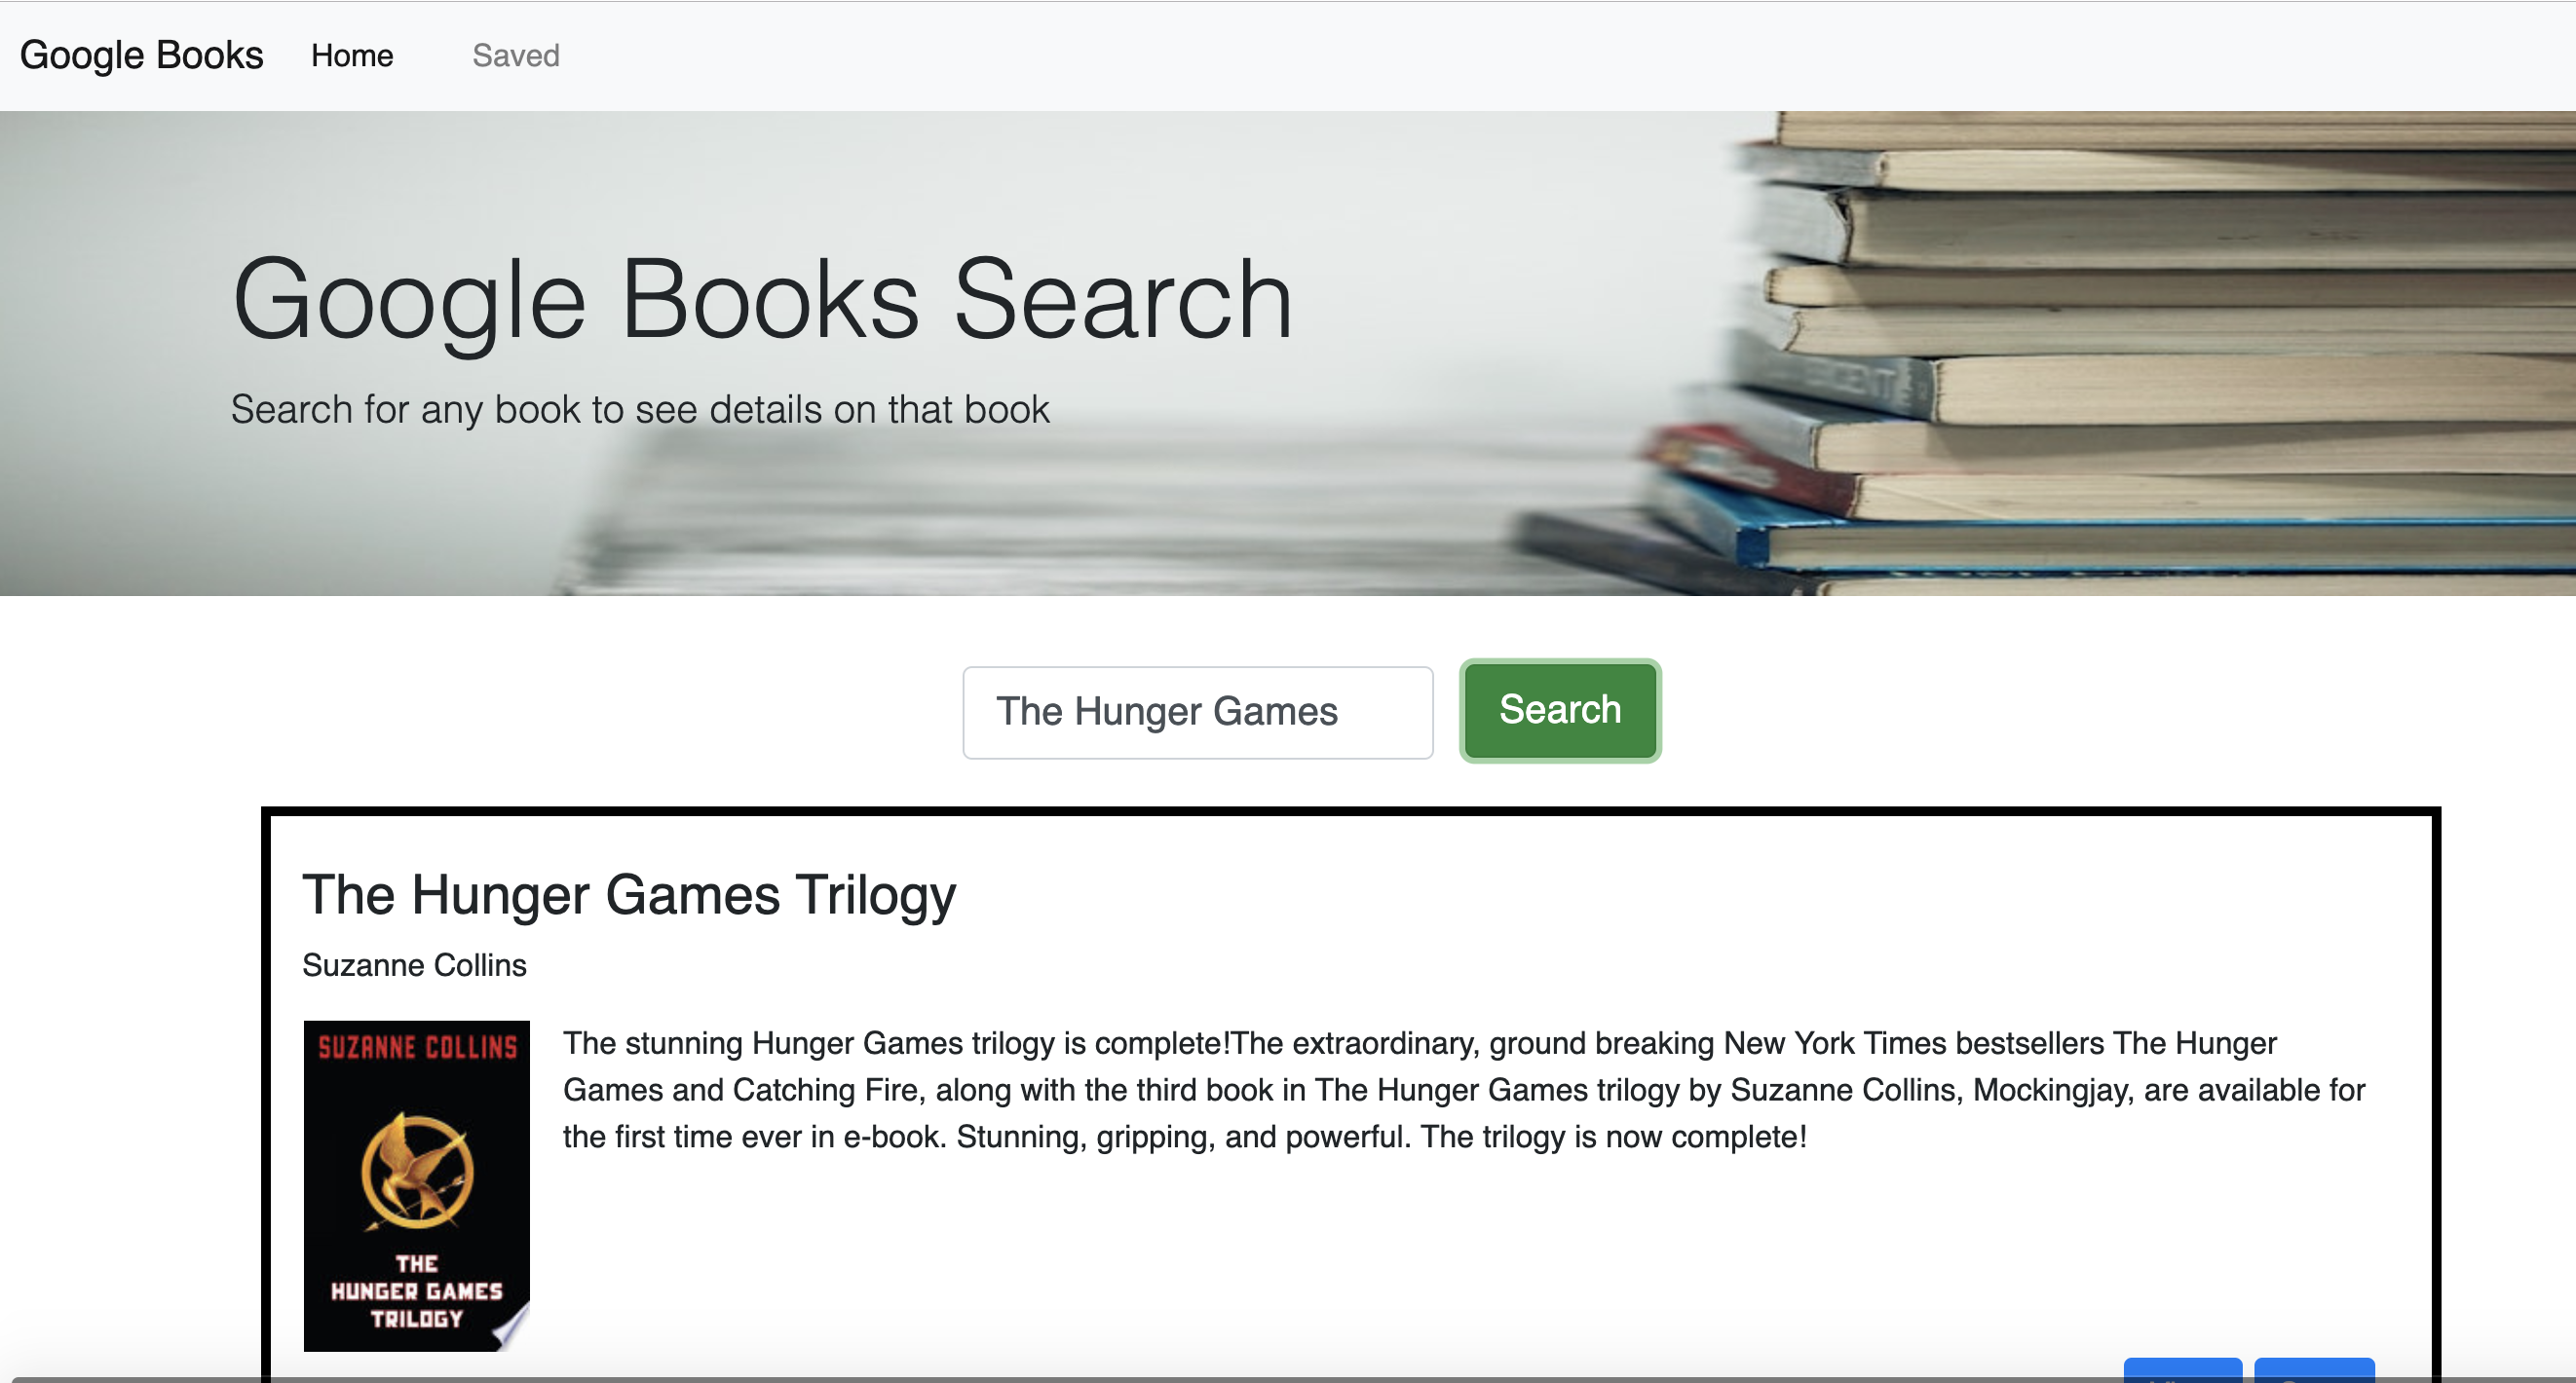 Google Books Home Saved
Google Books Search
Search for any book to see details on that book
The Hunger Games Search
The Hunger Games Trilogy
Suzanne Collins
SUZANNE COLLINS
THE
HUNGER GAMES
TRILOGY
The stunning Hunger Games trilogy is complete!The extraordinary, ground breaking New York Times bestsellers The Hunger
Games and Catching Fire, along with the third book in The Hunger Games trilogy by Suzanne Collins, Mockingjay, are available for
the first time ever in e-book. Stunning, gripping, and powerful. The trilogy is now complete!